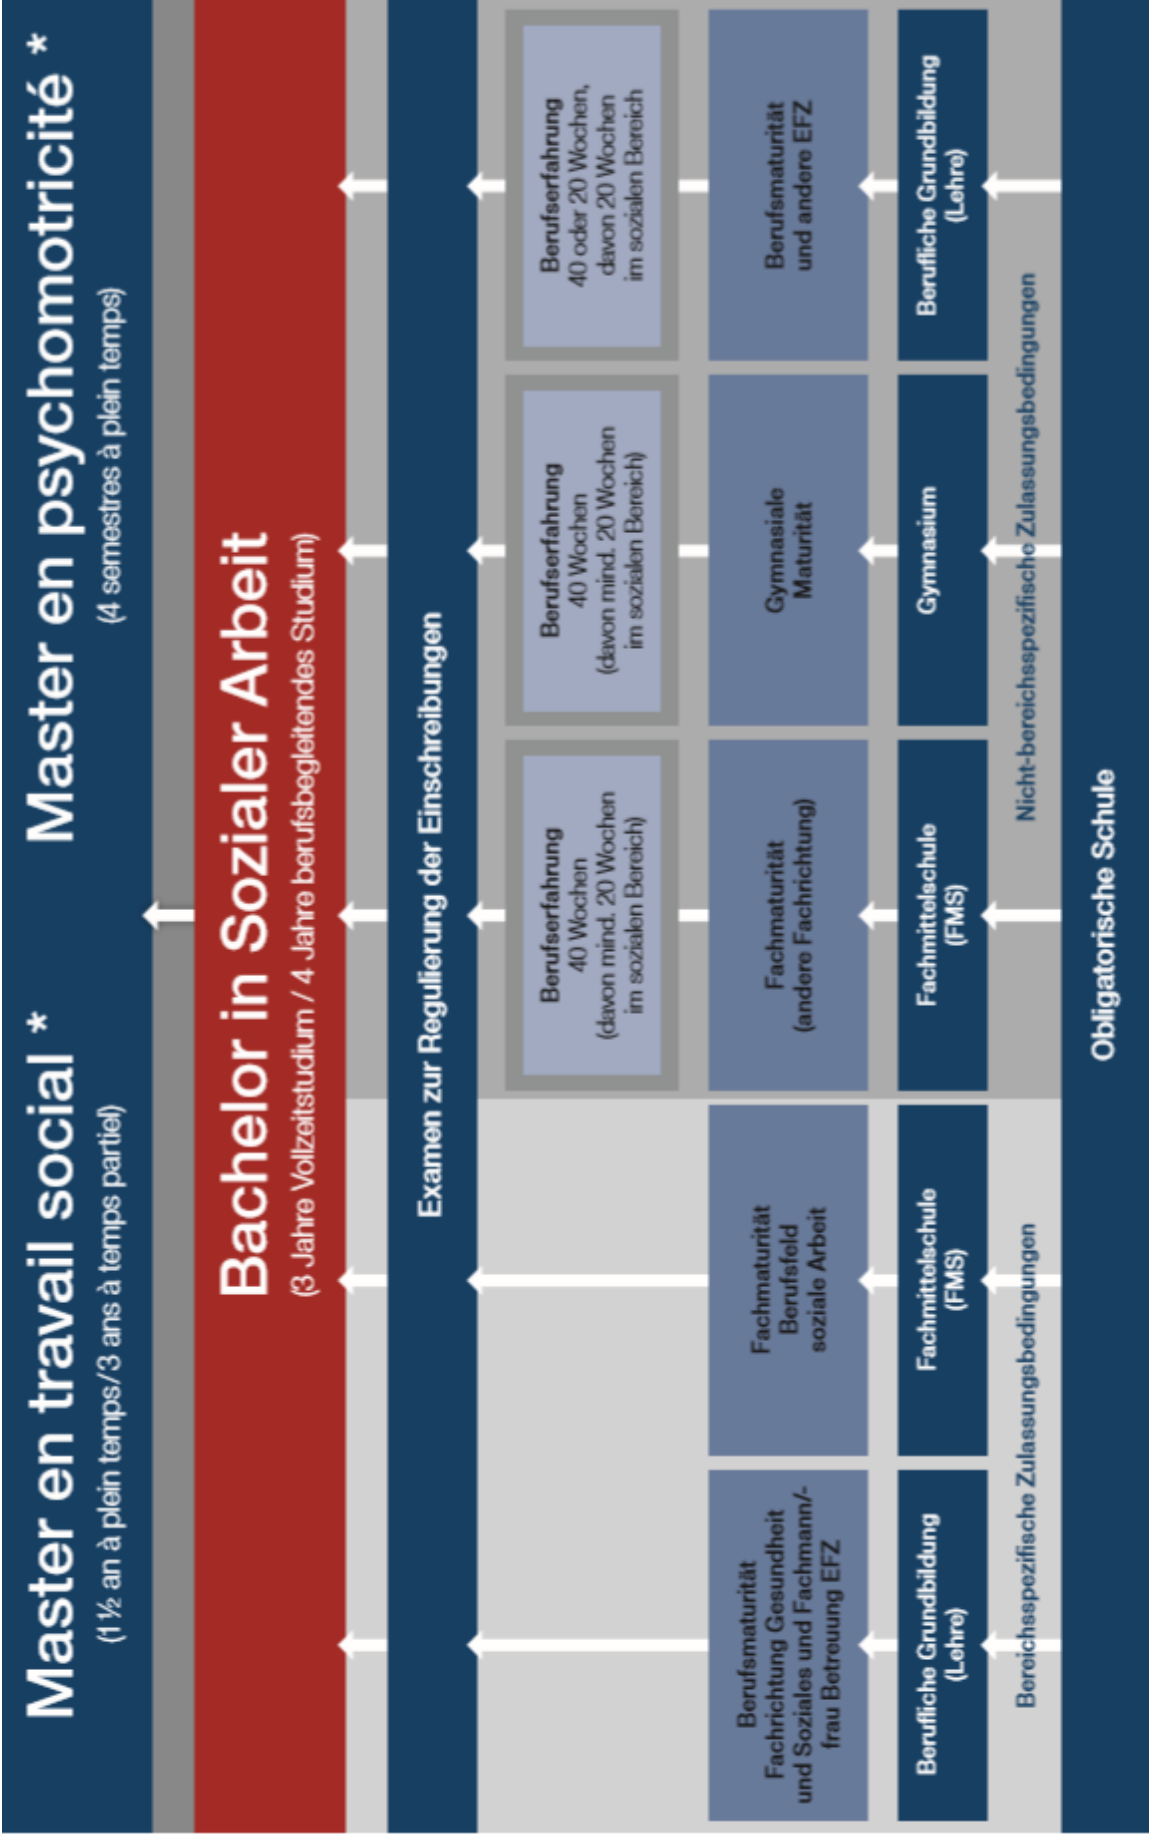 Master en travail social *
(1½ an à plein temps/3 ans à temps partiel)
Master en psychomotricité *
(4 semestres à plein temps)
Bachelor in Sozialer Arbeit
(3 Jahre Vollzeitstudium / 4 Jahre berufsbegleitendes Studium)
Examen zur Regulierung der Einschreibungen
Berufserfahrung
40 Wochen
(davon mind. 20 Wochen
im sozialen Bereich)
Berufserfahrung
40 Wochen
(davon mind. 20 Wochen
im sozialen Bereich)
Berufserfahrung
40 oder 20 Wochen,
davon 20 Wochen
im sozialen Bereich
Berufsmaturität
Fachrichtung Gesundheit
und Soziales und Fachmann/-
frau Betreuung EFZ
Fachmaturität
Berufsfeld
soziale Arbeit
Fachmaturität
(andere Fachrichtung)
Gymnasiale
Maturität
Berufsmaturität
und andere EFZ
Berufliche Grundbildung
(Lehre)
Fachmittelschule
(FMS)
Fachmittelschule
(FMS)
Gymnasium
Berufliche Grundbildung
(Lehre)
Bereichsspezifische Zulassungsbedingungen
Nicht-bereichsspezifische Zulassungsbedingungen
Obligatorische Schule